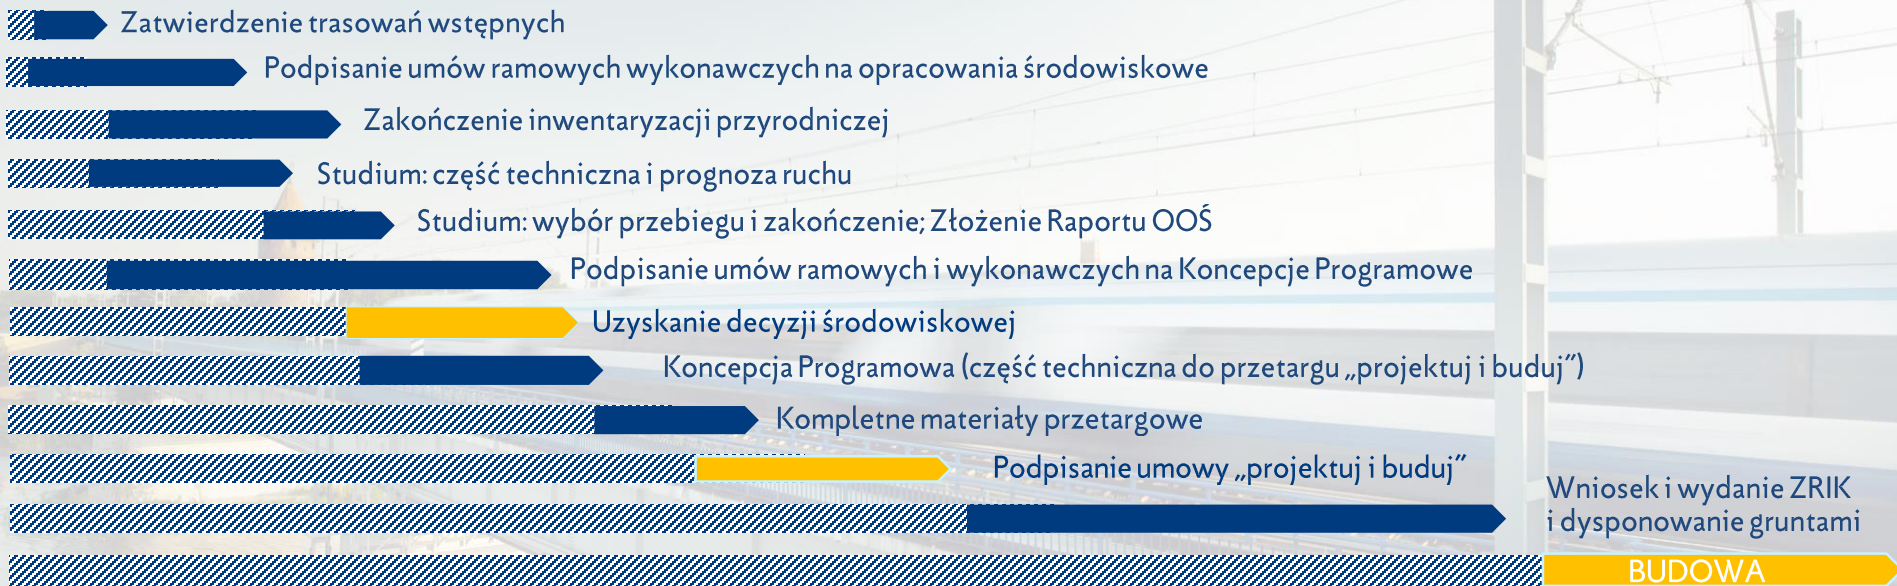 Zatwierdzenie trasowań wstępnych
Podpisanie umów ramowych wykonawczych na opracowania środowiskowe
Zakończenie inwentaryzacji przyrodniczej
Studium: część techniczna i prognoza ruchu
Studium: wybór przebiegu i zakończenie; Złożenie Raportu OOŚ
Podpisanie umów ramowych i wykonawczych na Koncepcje Programowe
Uzyskanie decyzji środowiskowej
Koncepcja Programowa (część techniczna do przetargu „projektuj i buduj”)
Kompletne materiały przetargowe
Podpisanie umowy „projektuj i buduj”
Wniosek i wydanie ZRIK
i dysponowanie gruntami
BUDOWA